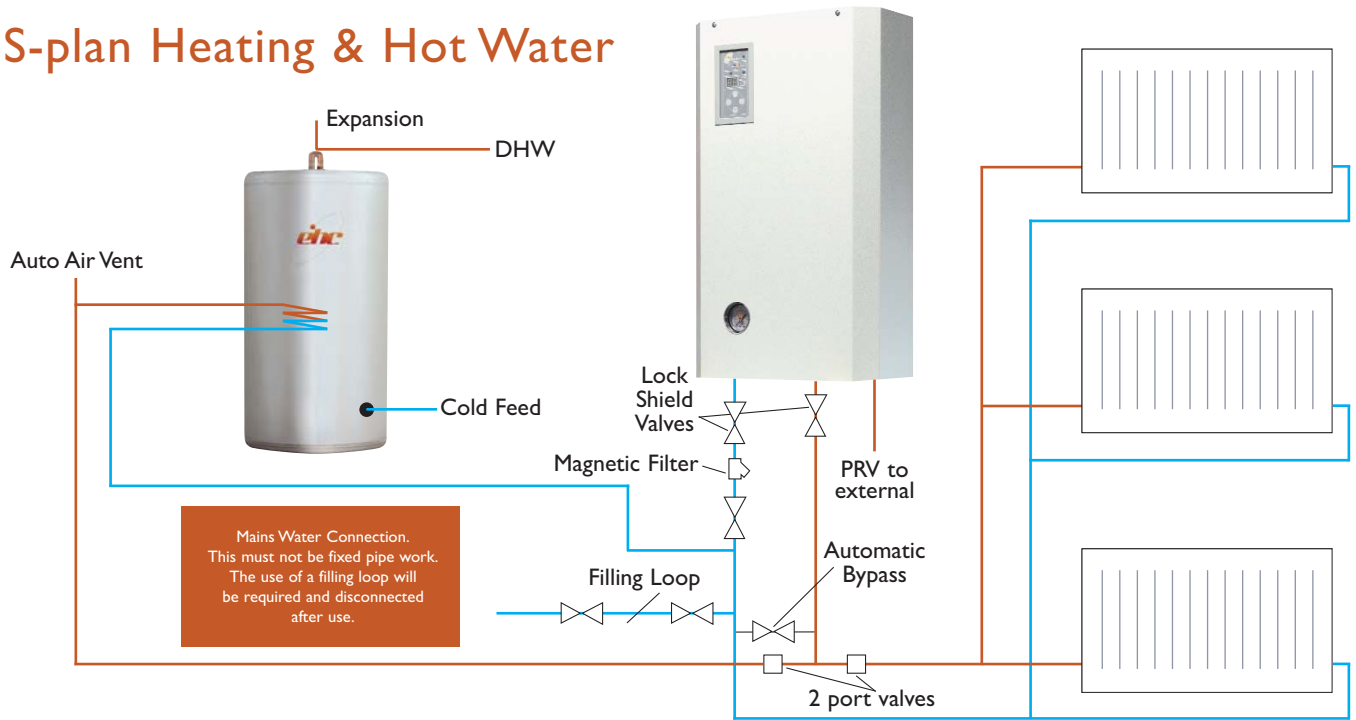 S-plan Heating & Hot Water
Expansion
DHW
ehc
Auto Air Vent
Cold Feed
Lock
Shield
Valves
Magnetic Filter
PRV to
external
Mains Water Connection.
This must not be fixed pipe work.
The use of a filling loop will
be required and disconnected
after use.
Filling Loop
Automatic
Bypass
2 port valves